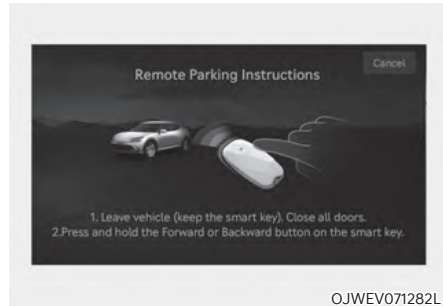 Cancel
Remote Parking Instructions
1. Leave vehicle (keep the smart key). Close all doors.
2.Press and hold the Forward or Backward button on the smart key.
OJWEV071282L